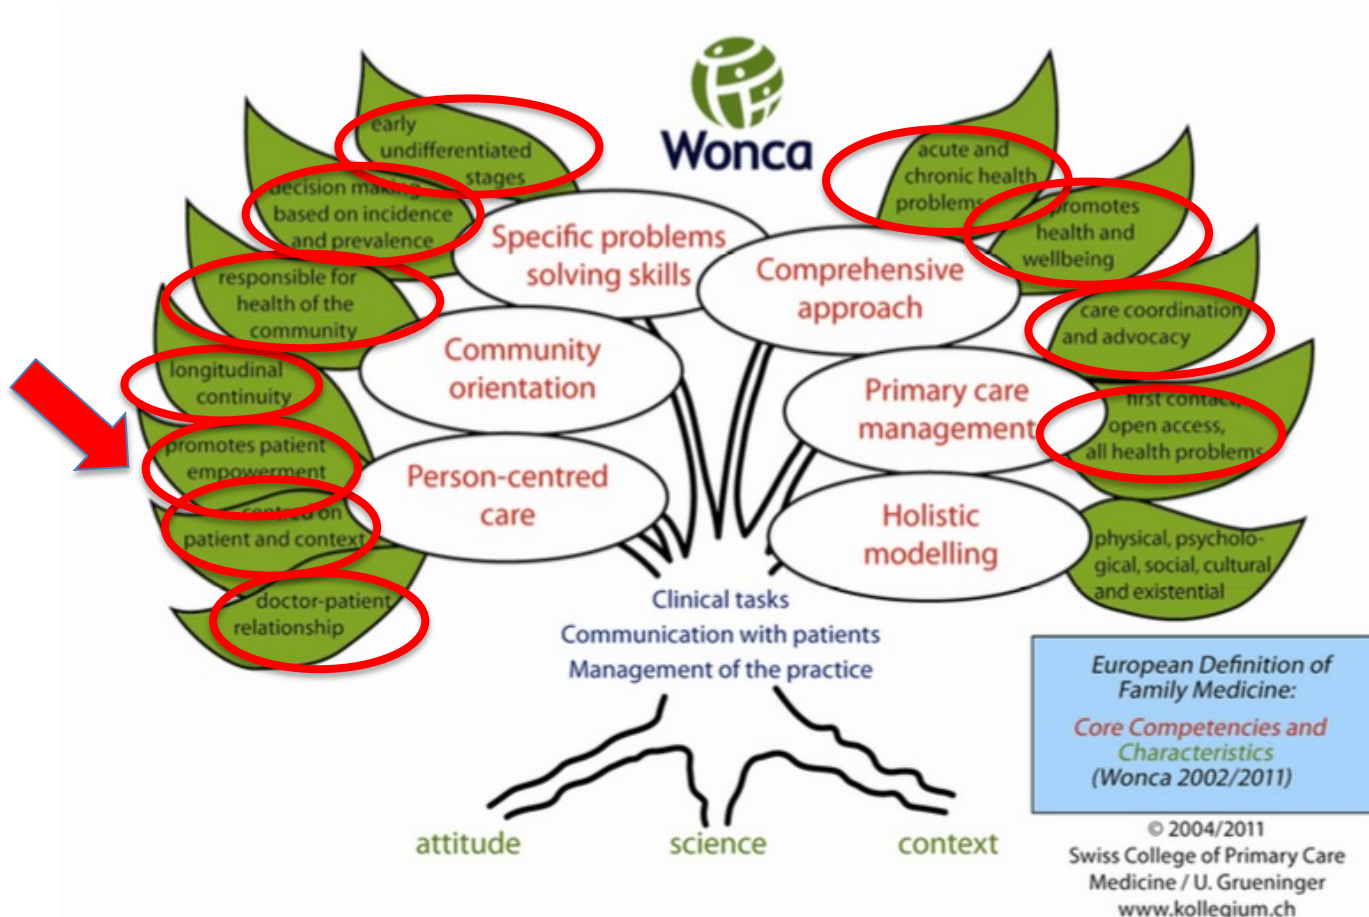 Wonca
early
undifferentiated
stages
decision making
based on incidence
and prevalence
responsible for
health of the
community
longitudinal
continuity
promotes patient
empowerment
centred on
patient and context
doctor-patient
relationship
Specific problems
solving skills
Community
orientation
Person-centred
care
Comprehensive
approach
Primary care
management
Holistic
modelling
acute and
chronic health
problems
promotes
health and
wellbeing
care coordination
and advocacy
first contact,
open access,
all health problems
physical, psycholo-
gical, social, cultural
and existential
Clinical tasks
Communication with patients
Management of the practice
attitude
science
context
European Definition of
Family Medicine:
Core Competencies and
Characteristics
(Wonca 2002/2011)
© 2004/2011
Swiss College of Primary Care
Medicine / U. Grueninger
www.kollegium.ch